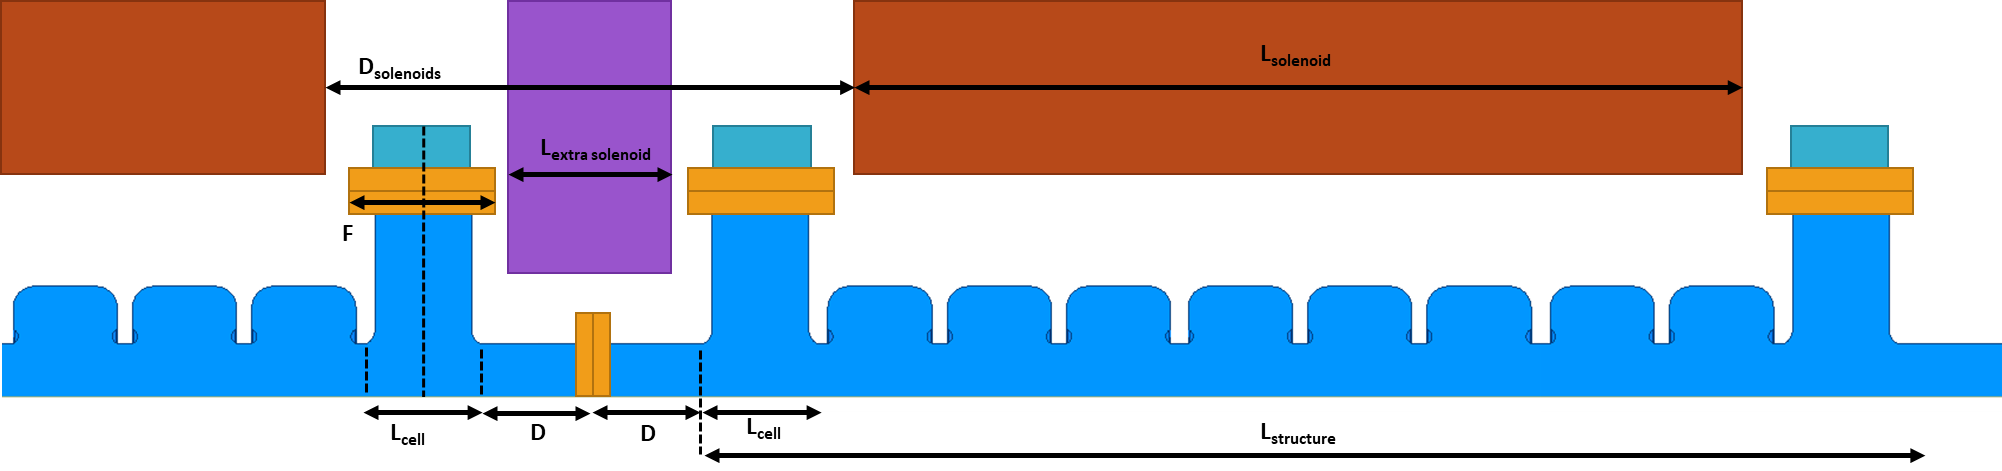 Dsolenoids
Lsolenoid
Lextra solenoid
F
Lcell
D
D
Lcell
Lstructure